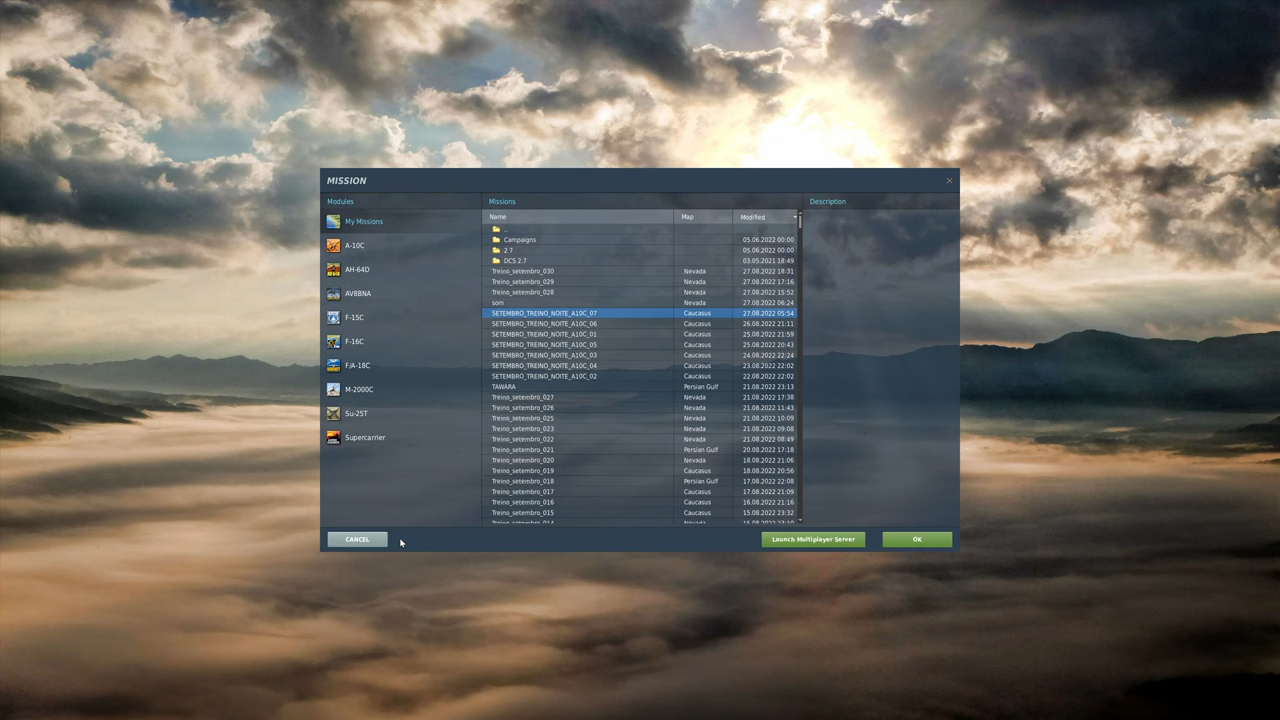 MISSION
Modules
Missions
Description
My Missions
A-10C
AH-64D
AV8BNA
F-15C
F-16C
F/A-18C
M-2000C
Su-25T
Supercarrier
Name Map Modified
..
Campaigns 05.06.2022 00:00
2 7 05.06.2022 00:00
DCS 2.7 03.05.2021 18:49
Treino_setembro_030 Nevada 27.08.2022 18:31
Treino_setembro_029 Nevada 27.08.2022 17:16
Treino_setembro_028 Nevada 27.08.2022 15:52
som Nevada 27.08.2022 06:24
SETEMBRO_TREINO_NOITE_A10C_07 Caucasus 27.08.2022 05:54
SETEMBRO_TREINO_NOITE_A10C_06 Caucasus 26.08.2022 21:11
SETEMBRO_TREINO_NOITE_A10C_01 Caucasus 25.08.2022 21:59
SETEMBRO_TREINO_NOITE_A10C_05 Caucasus 25.08.2022 20:43
SETEMBRO_TREINO_NOITE_A10C_03 Caucasus 24.08.2022 22:24
SETEMBRO_TREINO_NOITE_A10C_04 Caucasus 23.08.2022 22:02
SETEMBRO_TREINO_NOITE_A10C_02 Caucasus 22.08.2022 22:02
TAWARA Persian Gulf 21.08.2022 23:13
Treino_setembro_027 Nevada 21.08.2022 17:38
Treino_setembro_026 Nevada 21.08.2022 11:43
Treino_setembro_025 Nevada 21.08.2022 10:09
Treino_setembro_023 Nevada 21.08.2022 09:08
Treino_setembro_022 Nevada 21.08.2022 08:49
Treino_setembro_021 Persian Gulf 20.08.2022 17:18
Treino_setembro_020 Nevada 18.08.2022 21:06
Treino_setembro_019 Caucasus 18.08.2022 20:56
Treino_setembro_018 Persian Gulf 17.08.2022 22:08
Treino_setembro_017 Caucasus 17.08.2022 21:09
Treino_setembro_016 Caucasus 16.08.2022 21:16
Treino_setembro_015 Caucasus 15.08.2022 23:32
CANCEL
Launch Multiplayer Server
OK